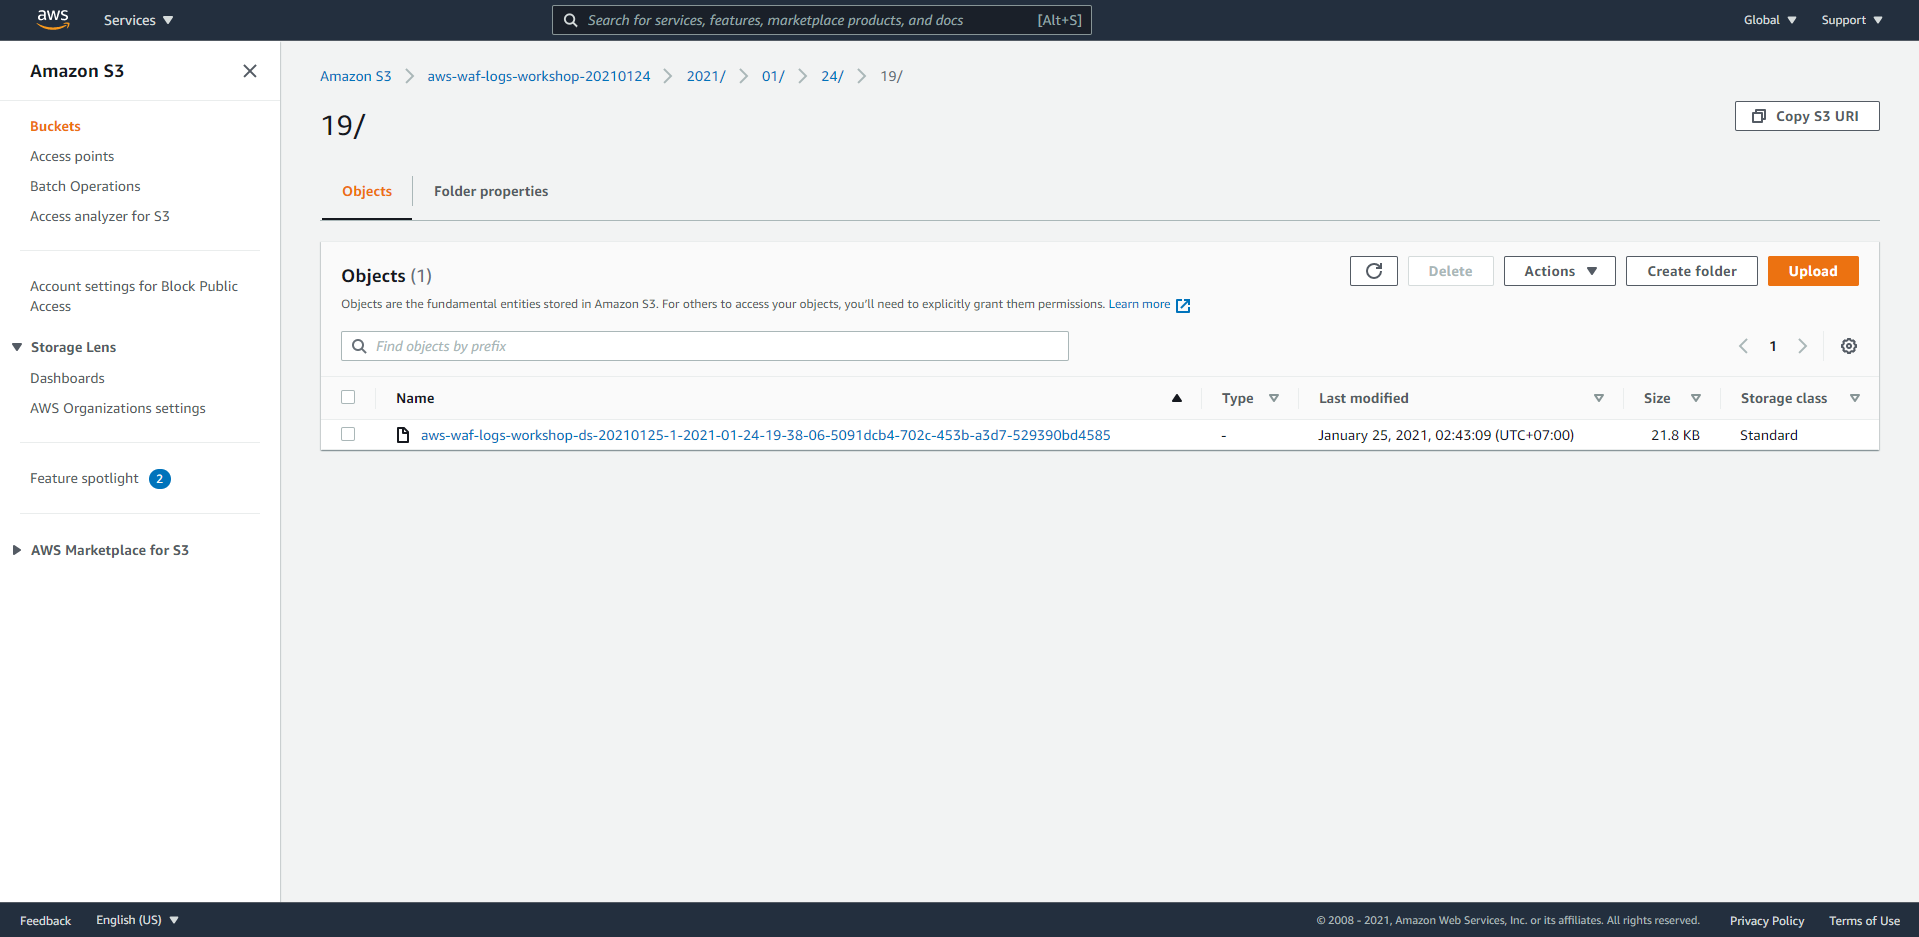 aws
Services
Search for services, features, marketplace products, and docs
[Alt+S]
Global
Support
Amazon S3
Buckets
Access points
Batch Operations
Access analyzer for S3
Account settings for Block Public
Access
Storage Lens
Dashboards
AWS Organizations settings
Feature spotlight 2
AWS Marketplace for S3
Amazon S3 aws-waf-logs-workshop-20210124 2021/ 01/ 24/ 19/
19/
Copy S3 URI
Objects
Folder properties
Objects (1)
Delete
Actions
Create folder
Upload
Objects are the fundamental entities stored in Amazon S3. For others to access your objects, you’ll need to explicitly grant them permissions. Learn more
Find objects by prefix
1
Name Type Last modified Size Storage class
aws-waf-logs-workshop-ds-20210125-1-2021-01-24-19-38-06-5091dcb4-702c-453b-a3d7-529390bd4585 - January 25, 2021, 02:43:09 (UTC+07:00) 21.8 KB Standard
Feedback
English (US)
© 2008 - 2021, Amazon Web Services, Inc. or its affiliates. All rights reserved.
Privacy Policy
Terms of Use